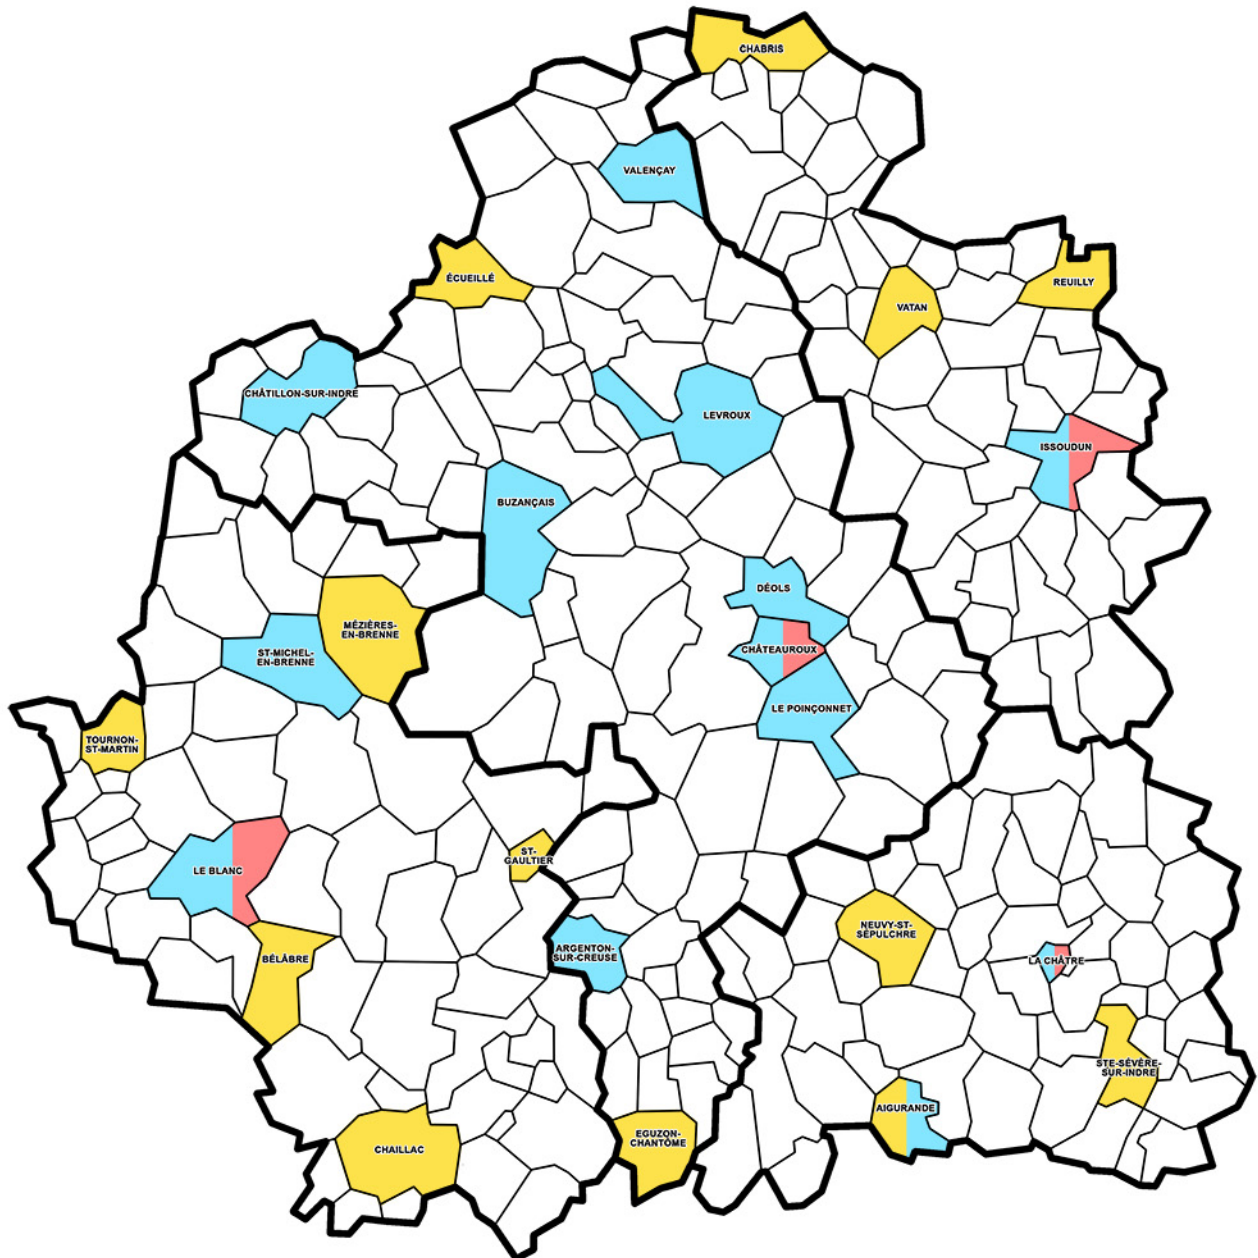 CHABRIS
VALENÇAY
ÉCUEILLÉ
REUILLY
VATAN
CHÂTILLON-SUR-INDRE
LEVROUX
ISSOUDUN
BUZANÇAIS
DÉOLS
MÉZIÈRES-
EN-BRENNE
CHÂTEAUROUX
ST-MICHEL-
EN-BRENNE
LE POINÇONNET
TOURNON-
ST-MARTIN
ST-
GAULTIER
LE BLANC
NEUVY-ST-
SÉPULCHRE
ARGENTON-
SUR-CREUSE
BÉLÂBRE
LA CHÂTRE
STE-SÉVÈRE-
SUR-INDRE
AIGURANDE
EGUZON-
CHANTÔME
CHAILLAC